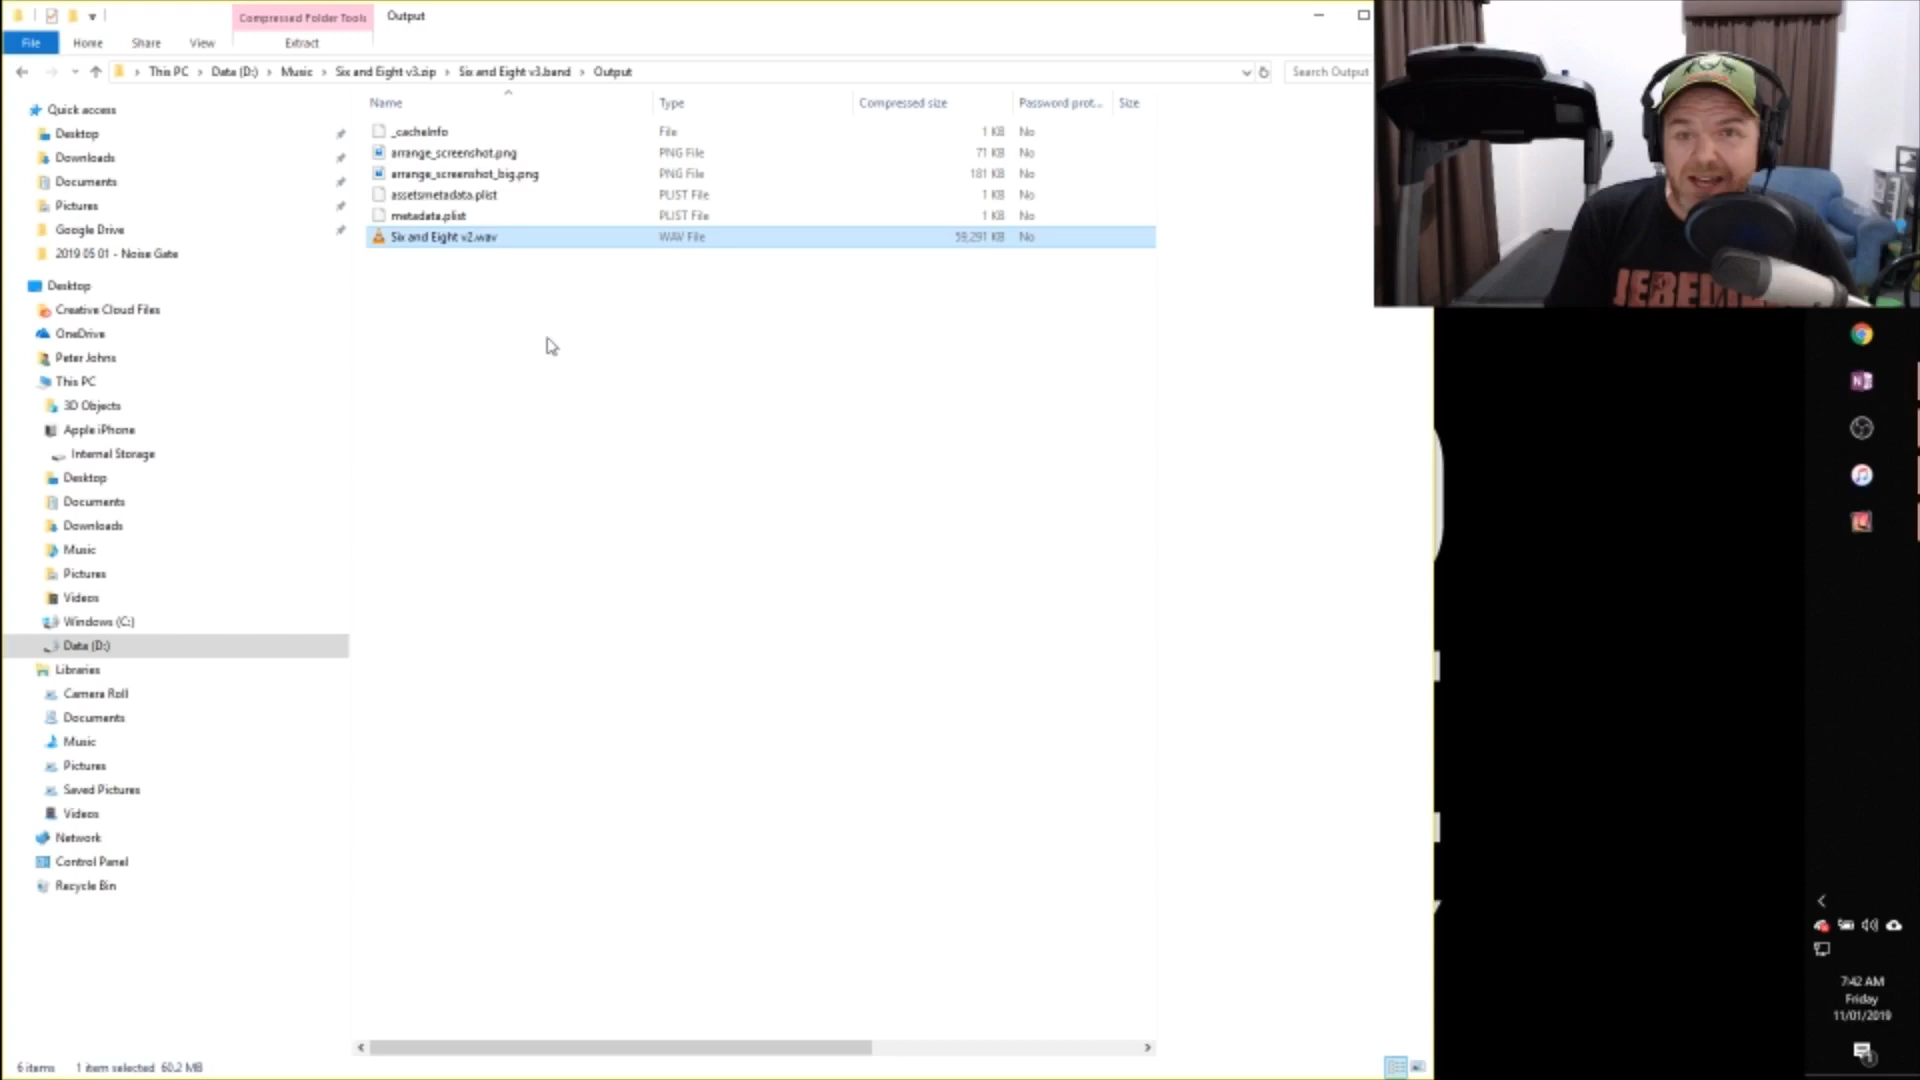 Compressed Folder Tools
Output
File
Home
Share
View
Extract
This PC
Data (D:)
Music
Six and Eight v3.zip
Six and Eight v3.band
Output
Search Output
Name
Type
Compressed size
Password prot...
Size
_cacheInfo
File
1 KB
No
arrange_screenshot.png
PNG File
71 KB
No
arrange_screenshot_big.png
PNG File
181 KB
No
assetsmetadata.plist
PLIST File
1 KB
No
metadata.plist
PLIST File
1 KB
No
Six and Eight v2.wav
WAV File
59,291 KB
No
Quick access
Desktop
Downloads
Documents
Pictures
Google Drive
2019 05 01 - Noise Gate
Desktop
Creative Cloud Files
OneDrive
Peter Johns
This PC
3D Objects
Apple iPhone
Internal Storage
Desktop
Documents
Downloads
Music
Pictures
Videos
Windows (C:)
Data (D:)
Libraries
Camera Roll
Documents
Music
Pictures
Saved Pictures
Videos
Network
Control Panel
Recycle Bin
6 items
1 item selected 60.2 MB
7:42 AM
Friday
11/01/2019